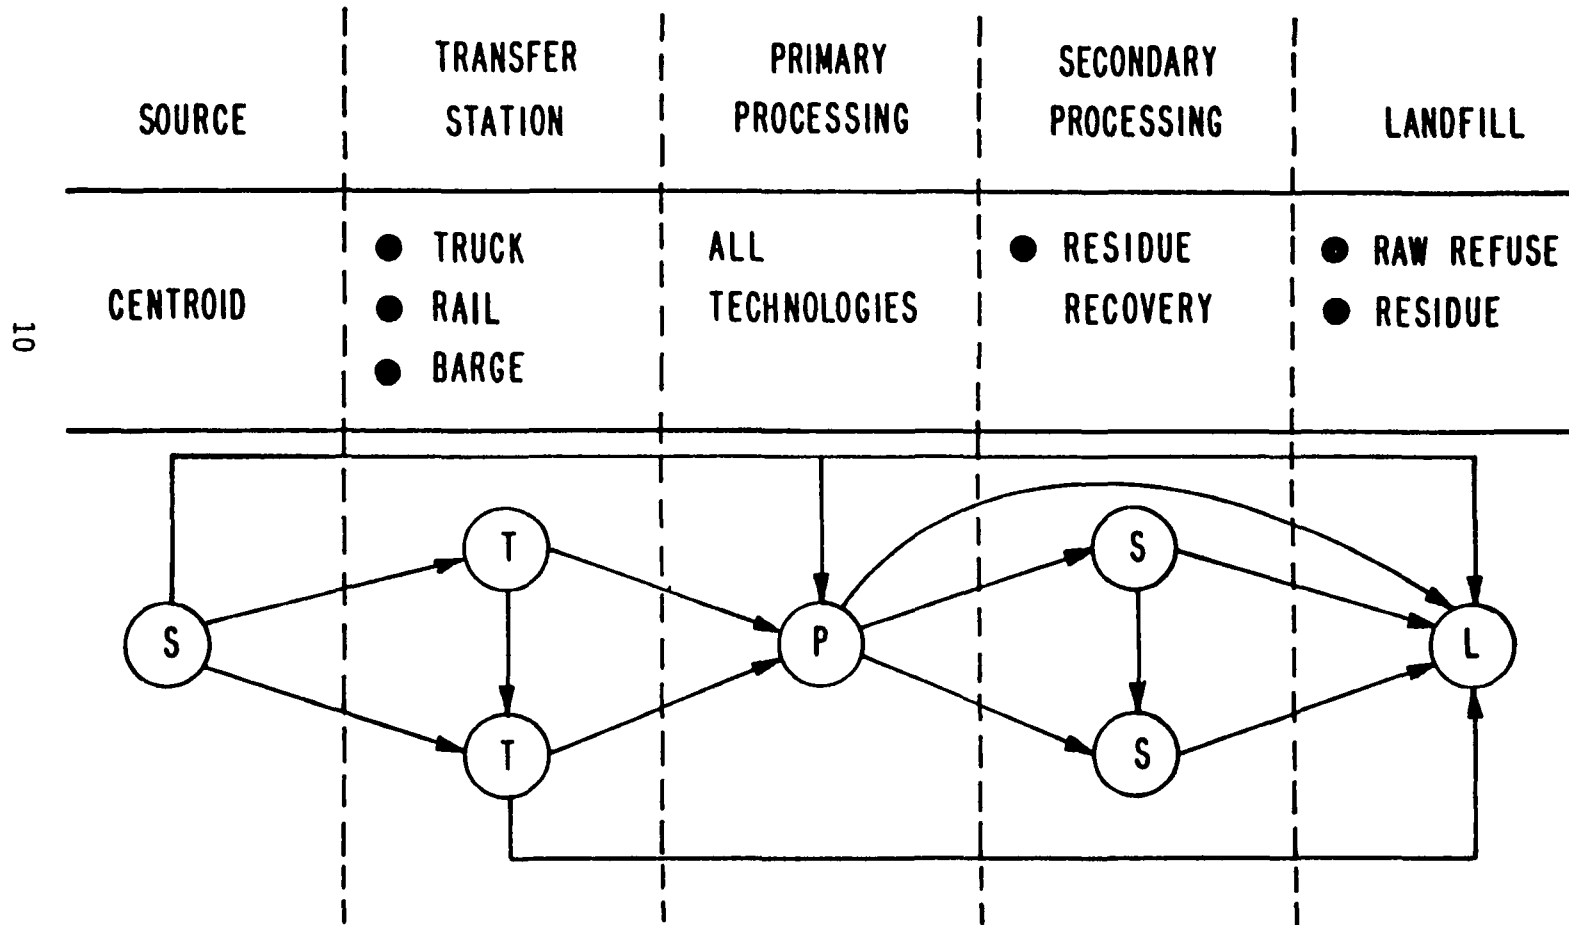 SOURCE
TRANSFER
STATION
PRIMARY
PROCESSING
SECONDARY
PROCESSING
LANDFILL
CENTROID
● TRUCK
● RAIL
● BARGE
ALL
TECHNOLOGIES
● RESIDUE
RECOVERY
● RAW REFUSE
● RESIDUE
10
S
T
T
P
S
S
L